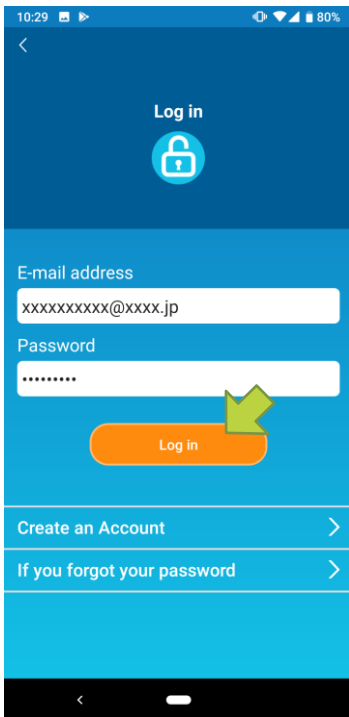 10:29 80%
Log in
E-mail address
xxxxxxxxxx@xxxx.jp
Password
•••••••••
Log in
Create an Account
If you forgot your password